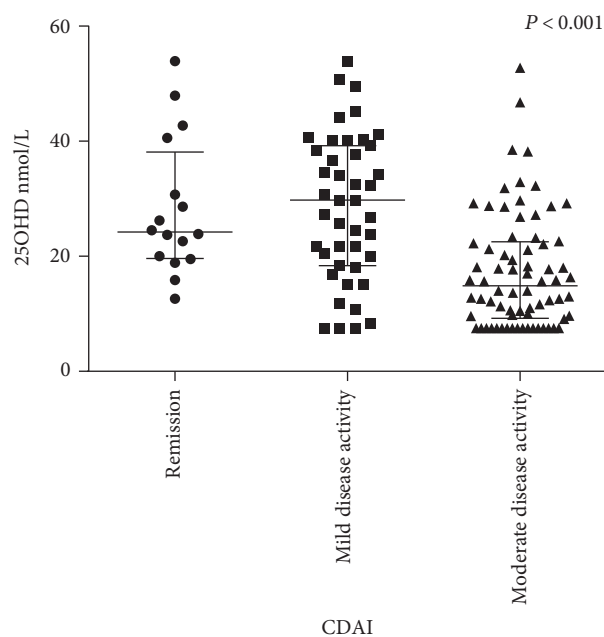 P < 0.001
60
40
20
0
25OHD nmol/L
Remission
Mild disease activity
Moderate disease activity
CDAI